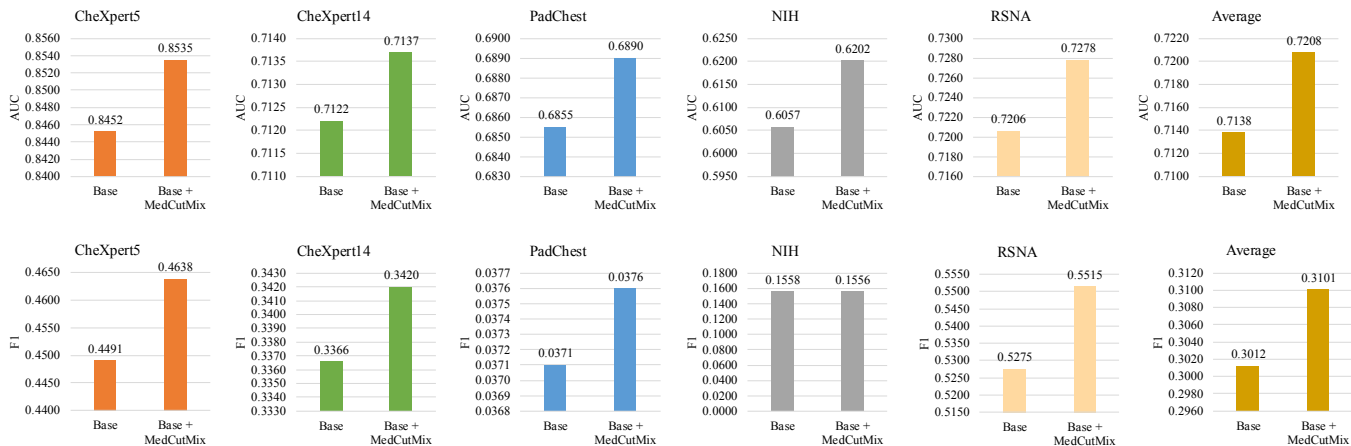 CheXpert5
AUC
0.8560
0.8540
0.8520
0.8500
0.8480
0.8460
0.8440
0.8420
0.8400
0.8452
0.8535
Base
Base +
MedCutMix
CheXpert14
AUC
0.7140
0.7135
0.7130
0.7125
0.7120
0.7115
0.7110
0.7122
0.7137
Base
Base +
MedCutMix
PadChest
AUC
0.6900
0.6890
0.6880
0.6870
0.6860
0.6850
0.6840
0.6830
0.6855
0.6890
Base
Base +
MedCutMix
NIH
AUC
0.6250
0.6200
0.6150
0.6100
0.6050
0.6000
0.5950
0.6057
0.6202
Base
Base +
MedCutMix
RSNA
AUC
0.7300
0.7280
0.7260
0.7240
0.7220
0.7200
0.7180
0.7160
0.7206
0.7278
Base
Base +
MedCutMix
Average
AUC
0.7220
0.7200
0.7180
0.7160
0.7140
0.7120
0.7100
0.7138
0.7208
Base
Base +
MedCutMix
CheXpert5
F1
0.4650
0.4600
0.4550
0.4500
0.4450
0.4400
0.4491
0.4638
Base
Base +
MedCutMix
CheXpert14
F1
0.3430
0.3420
0.3410
0.3400
0.3390
0.3380
0.3370
0.3360
0.3350
0.3340
0.3330
0.3366
0.3420
Base
Base +
MedCutMix
PadChest
F1
0.0377
0.0376
0.0375
0.0374
0.0373
0.0372
0.0371
0.0370
0.0369
0.0368
0.0371
0.0376
Base
Base +
MedCutMix
NIH
F1
0.1800
0.1600
0.1400
0.1200
0.1000
0.0800
0.0600
0.0400
0.0200
0.0000
0.1558
0.1556
Base
Base +
MedCutMix
RSNA
F1
0.5550
0.5500
0.5450
0.5400
0.5350
0.5300
0.5250
0.5200
0.5150
0.5275
0.5515
Base
Base +
MedCutMix
Average
F1
0.3120
0.3100
0.3080
0.3060
0.3040
0.3020
0.3000
0.2980
0.2960
0.3012
0.3101
Base
Base +
MedCutMix